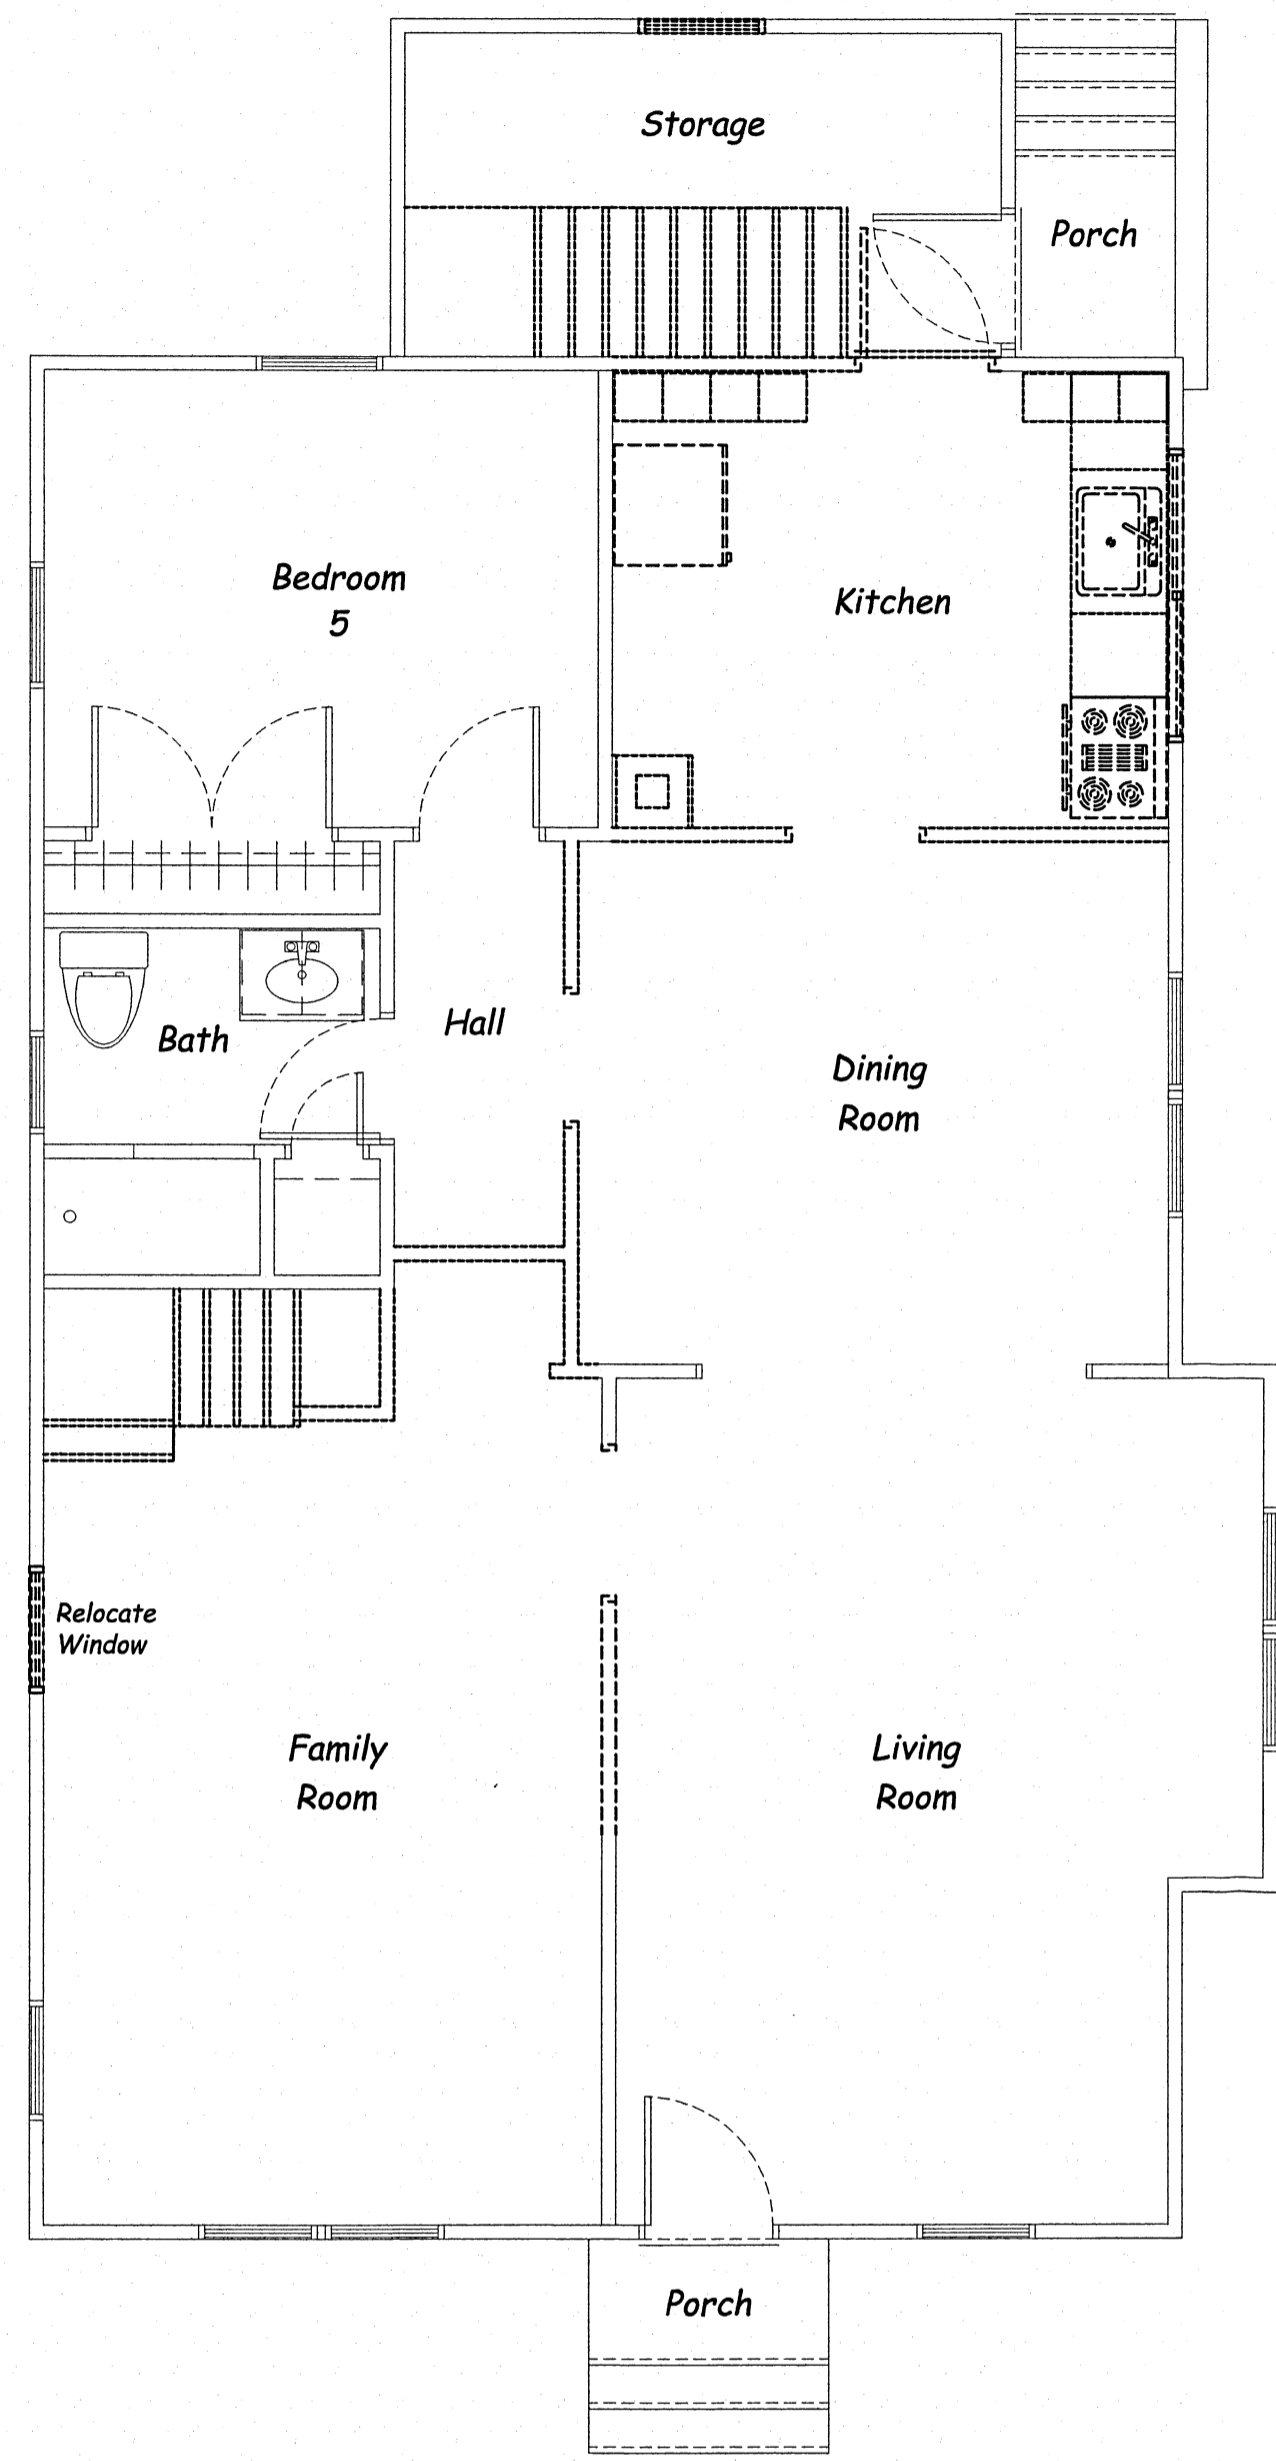 Storage
Porch
Bedroom
5
Kitchen
Hall
Bath
Dining
Room
Relocate
Window
Family
Room
Living
Room
Porch